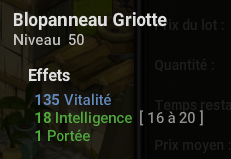 Blopanneau Griotte
Niveau 50
Effets
135 Vitalité
18 Intelligence [ 16 à 20 ]
1 Portée
Prix du lot :
Quantité :
Temps resta
Prix moyen :